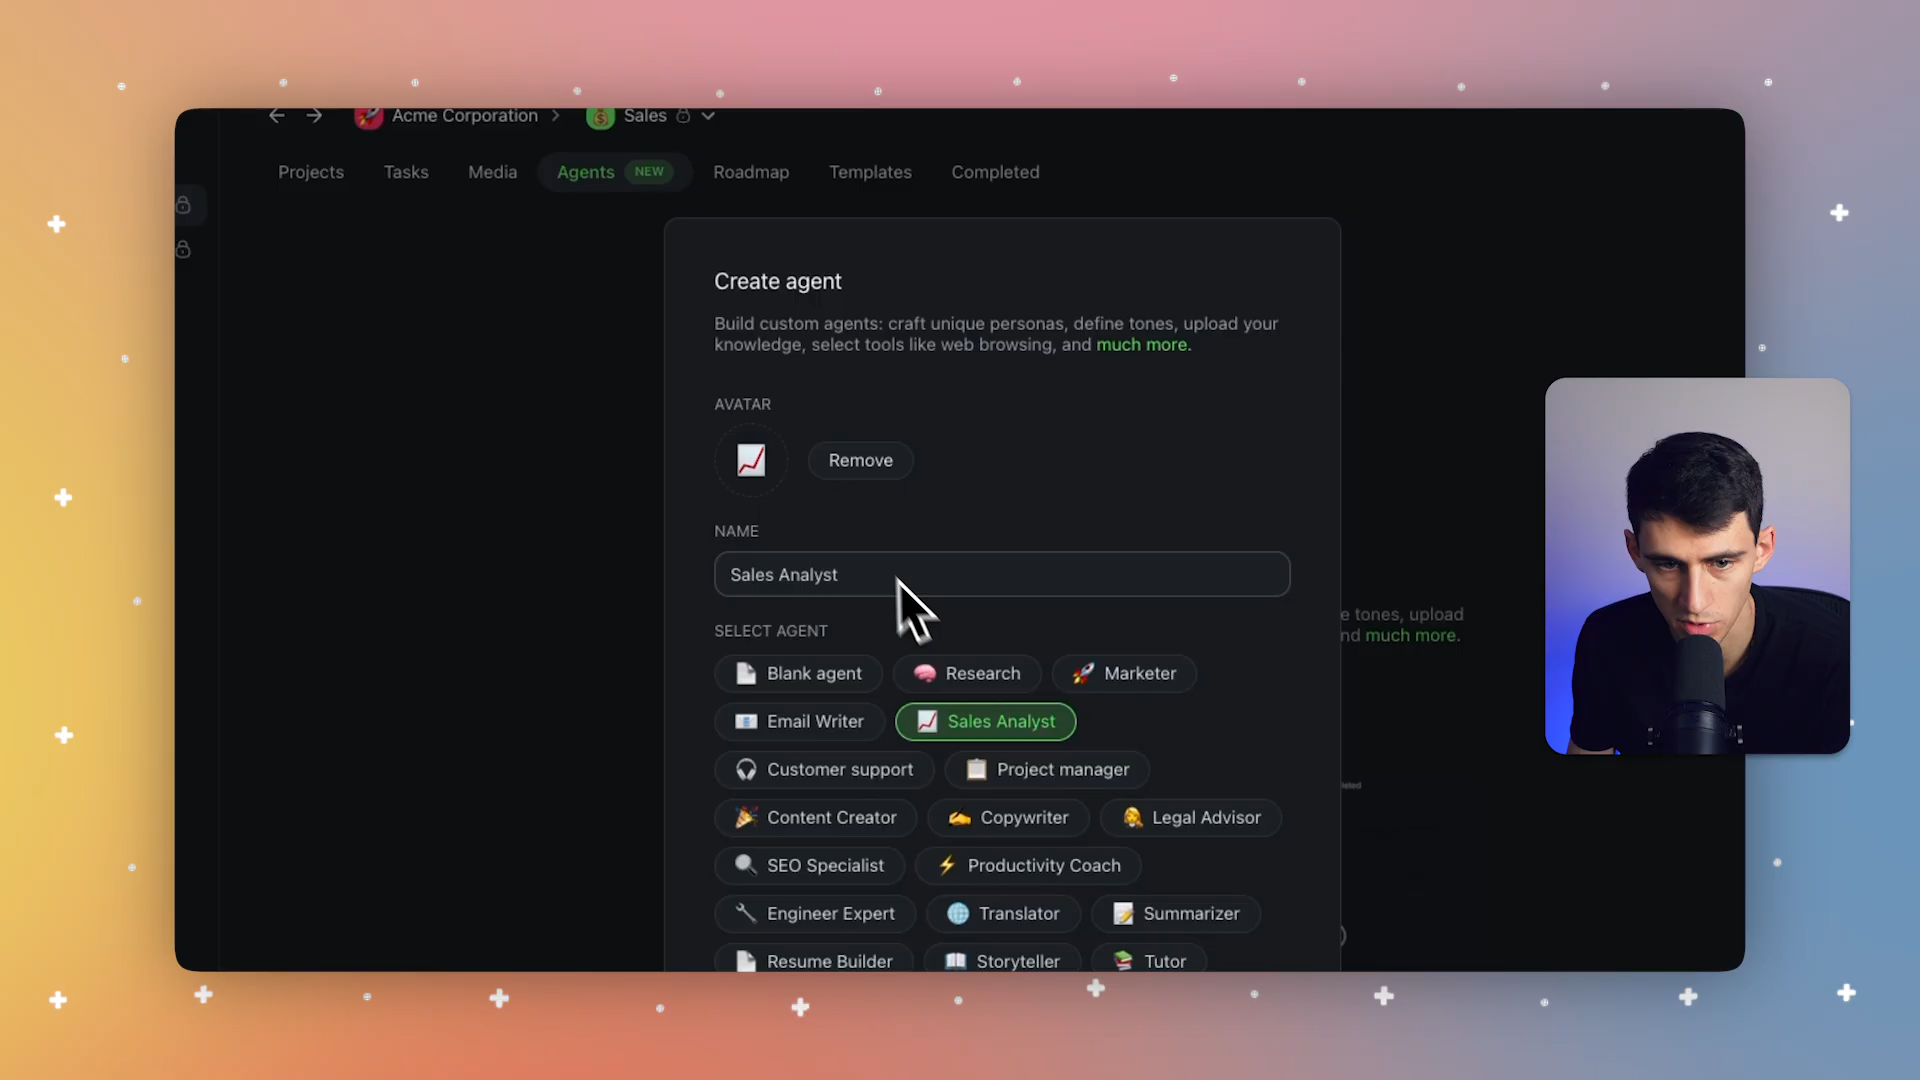 Acme Corporation > Sales
Projects Tasks Media Agents NEW Roadmap Templates Completed
Create agent
Build custom agents: craft unique personas, define tones, upload your
knowledge, select tools like web browsing, and much more.
AVATAR
Remove
NAME
Sales Analyst
SELECT AGENT
e tones, upload
nd much more.
Blank agent Research Marketer
Email Writer Sales Analyst
Customer support Project manager
Content Creator Copywriter Legal Advisor
SEO Specialist Productivity Coach
Engineer Expert Translator Summarizer
Resume Builder Storyteller Tutor